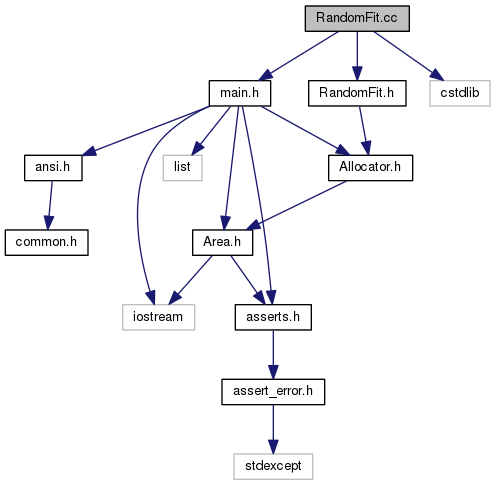 RandomFit.cc
main.h
RandomFit.h
cstdlib
ansi.h
list
Allocator.h
common.h
Area.h
iostream
asserts.h
assert_error.h
stdexcept